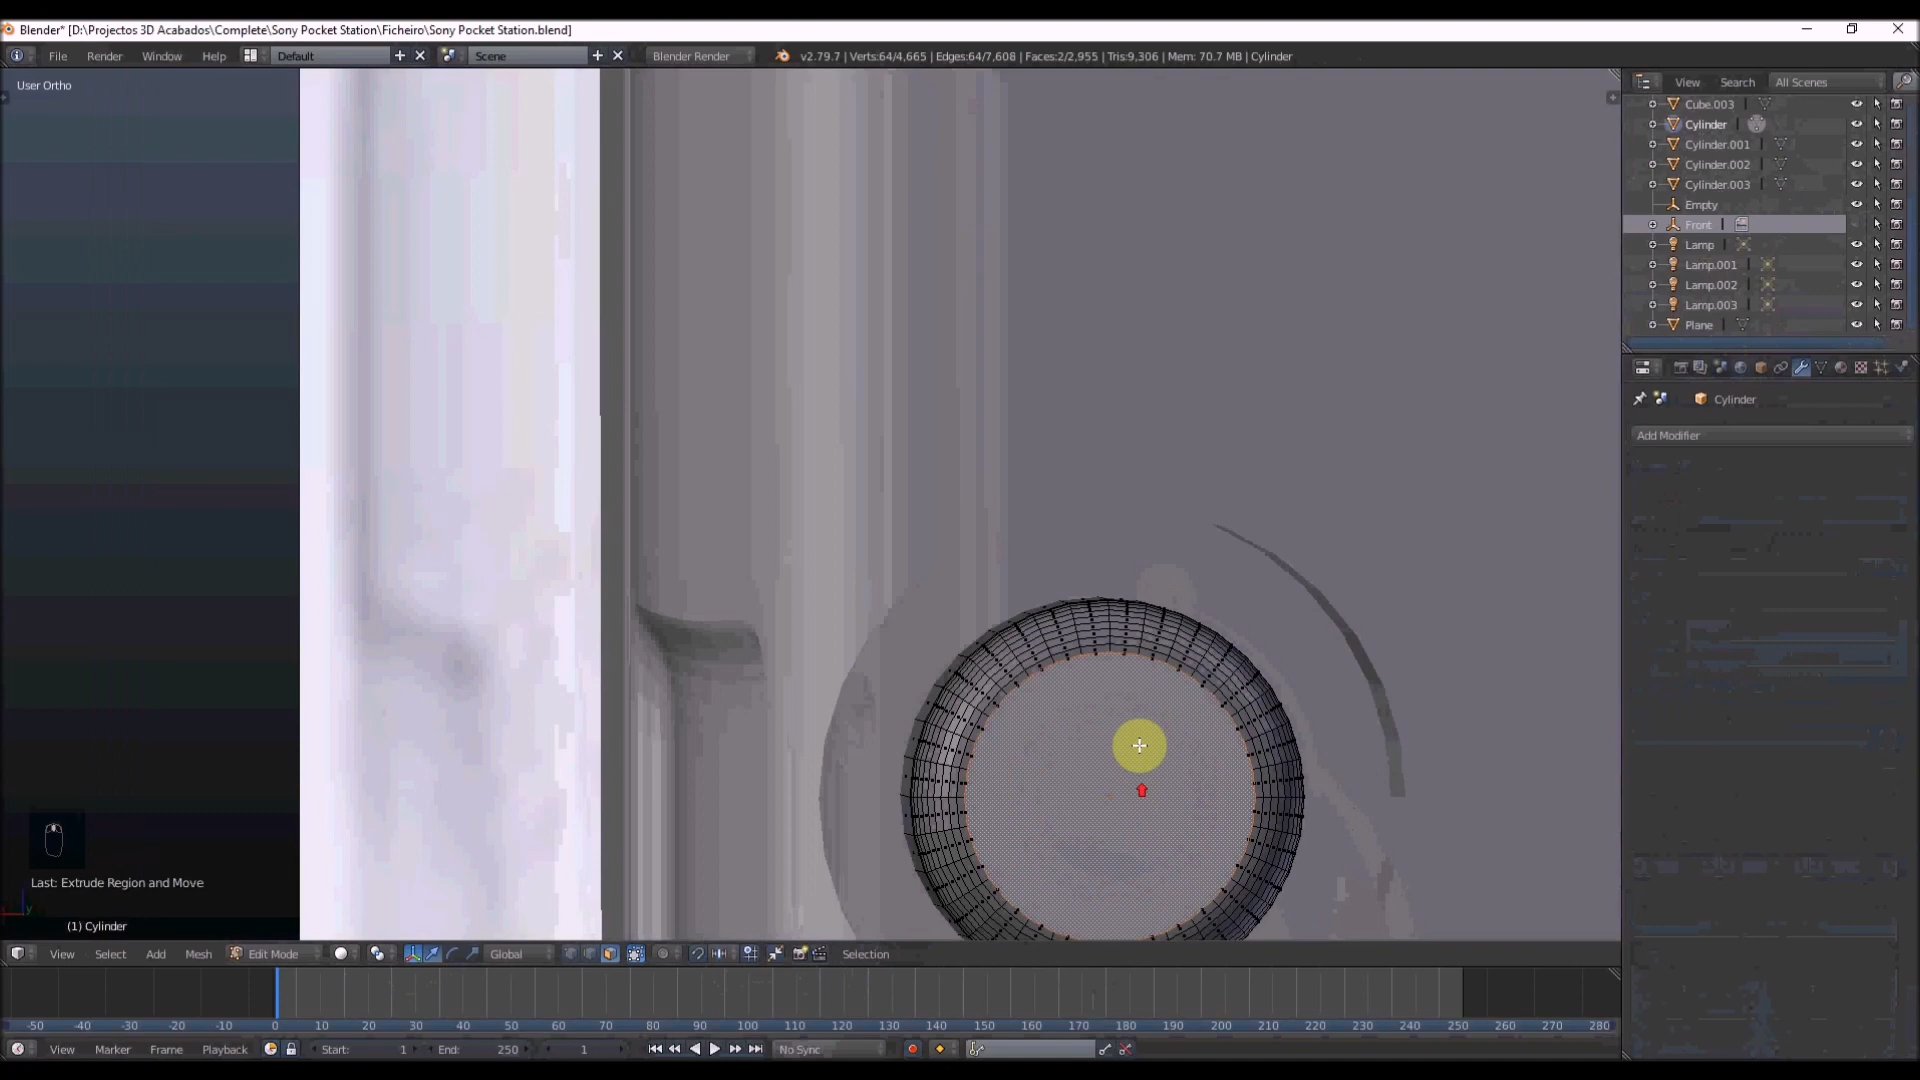 Blender* [D:\Projectos 3D Acabados\Complete\Sony Pocket Station\Ficheiro\Sony Pocket Station.blend]
File Render Window Help Default Scene Blender Render v2.79.7 | Verts:64/4,665 | Edges:64/7,608 | Faces:2/2,955 | Tris:9,306 | Mem: 70.7 MB | Cylinder
User Ortho
View Search All Scenes
Cube.003
Cylinder
Cylinder.001
Cylinder.002
Cylinder.003
Empty
Front
Lamp
Lamp.001
Lamp.002
Lamp.003
Plane
Cylinder
Add Modifier
Last: Extrude Region and Move
(1) Cylinder
View Select Add Mesh Edit Mode Global Selection
-50 -40 -30 -20 -10 0 10 20 30 40 50 60 70 80 90 100 110 120 130 140 150 160 170 180 190 200 210 220 230 240 250 260 270 280
View Marker Frame Playback Start: 1 End: 250 1 No Sync